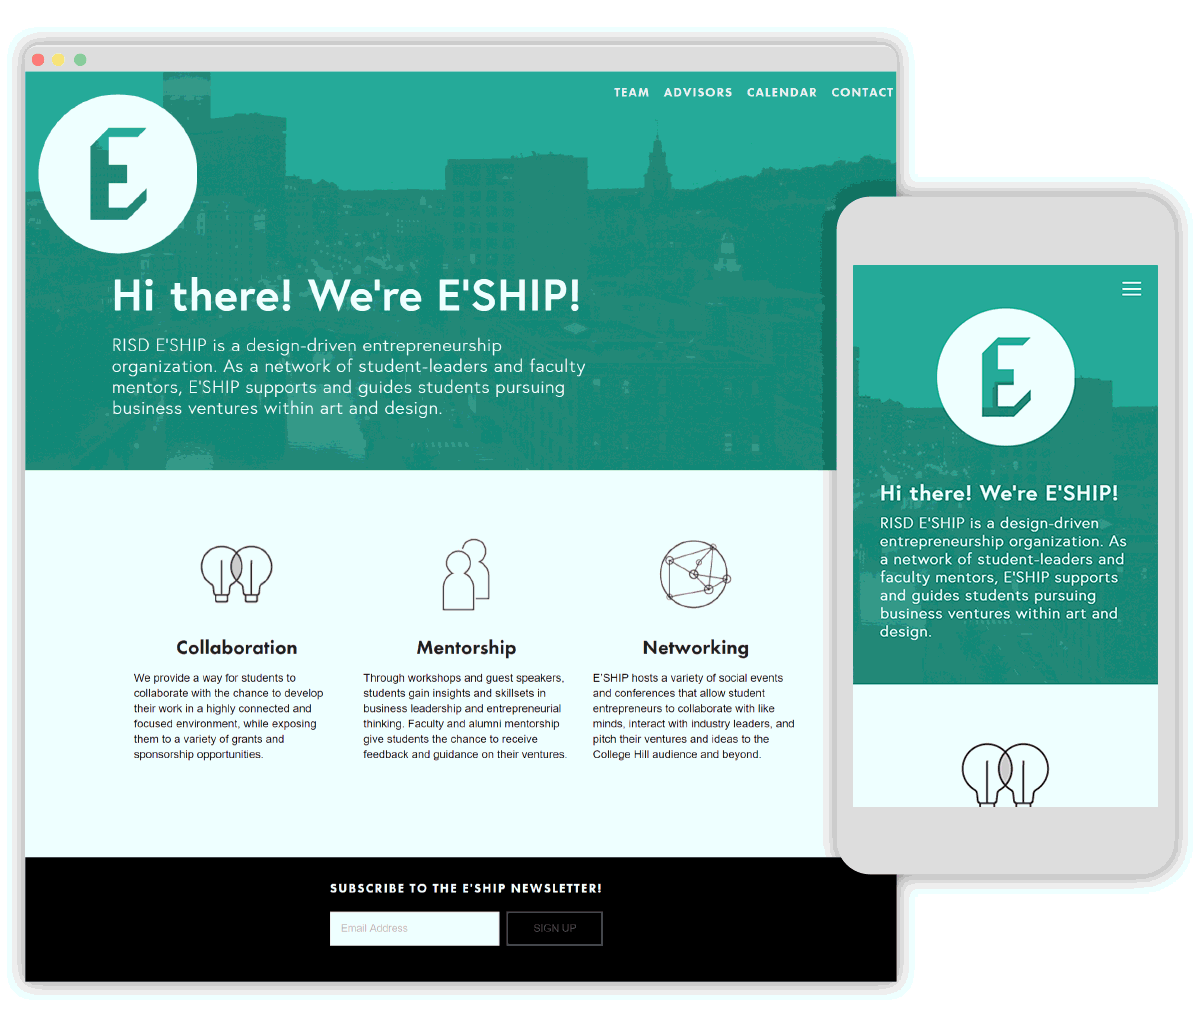 TEAM ADVISORS CALENDAR CONTACT
E
Hi there! We're E'SHIP!
RISD E'SHIP is a design-driven entrepreneurship
organization. As a network of student-leaders and faculty
mentors, E'SHIP supports and guides students pursuing
business ventures within art and design.
Collaboration
We provide a way for students to
collaborate with the chance to develop
their work in a highly connected and
focused environment, while exposing
them to a variety of grants and
sponsorship opportunities.
Mentorship
Through workshops and guest speakers,
students gain insights and skillsets in
business leadership and entrepreneurial
thinking. Faculty and alumni mentorship
give students the chance to receive
feedback and guidance on their ventures.
Networking
E'SHIP hosts a variety of social events
and conferences that allow student
entrepreneurs to collaborate with like
minds, interact with industry leaders, and
pitch their ventures and ideas to the
College Hill audience and beyond.
SUBSCRIBE TO THE E'SHIP NEWSLETTER!
Email Address
SIGN UP
E
Hi there! We're E'SHIP!
RISD E'SHIP is a design-driven
entrepreneurship organization. As
a network of student-leaders and
faculty mentors, E'SHIP supports
and guides students pursuing
business ventures within art and
design.